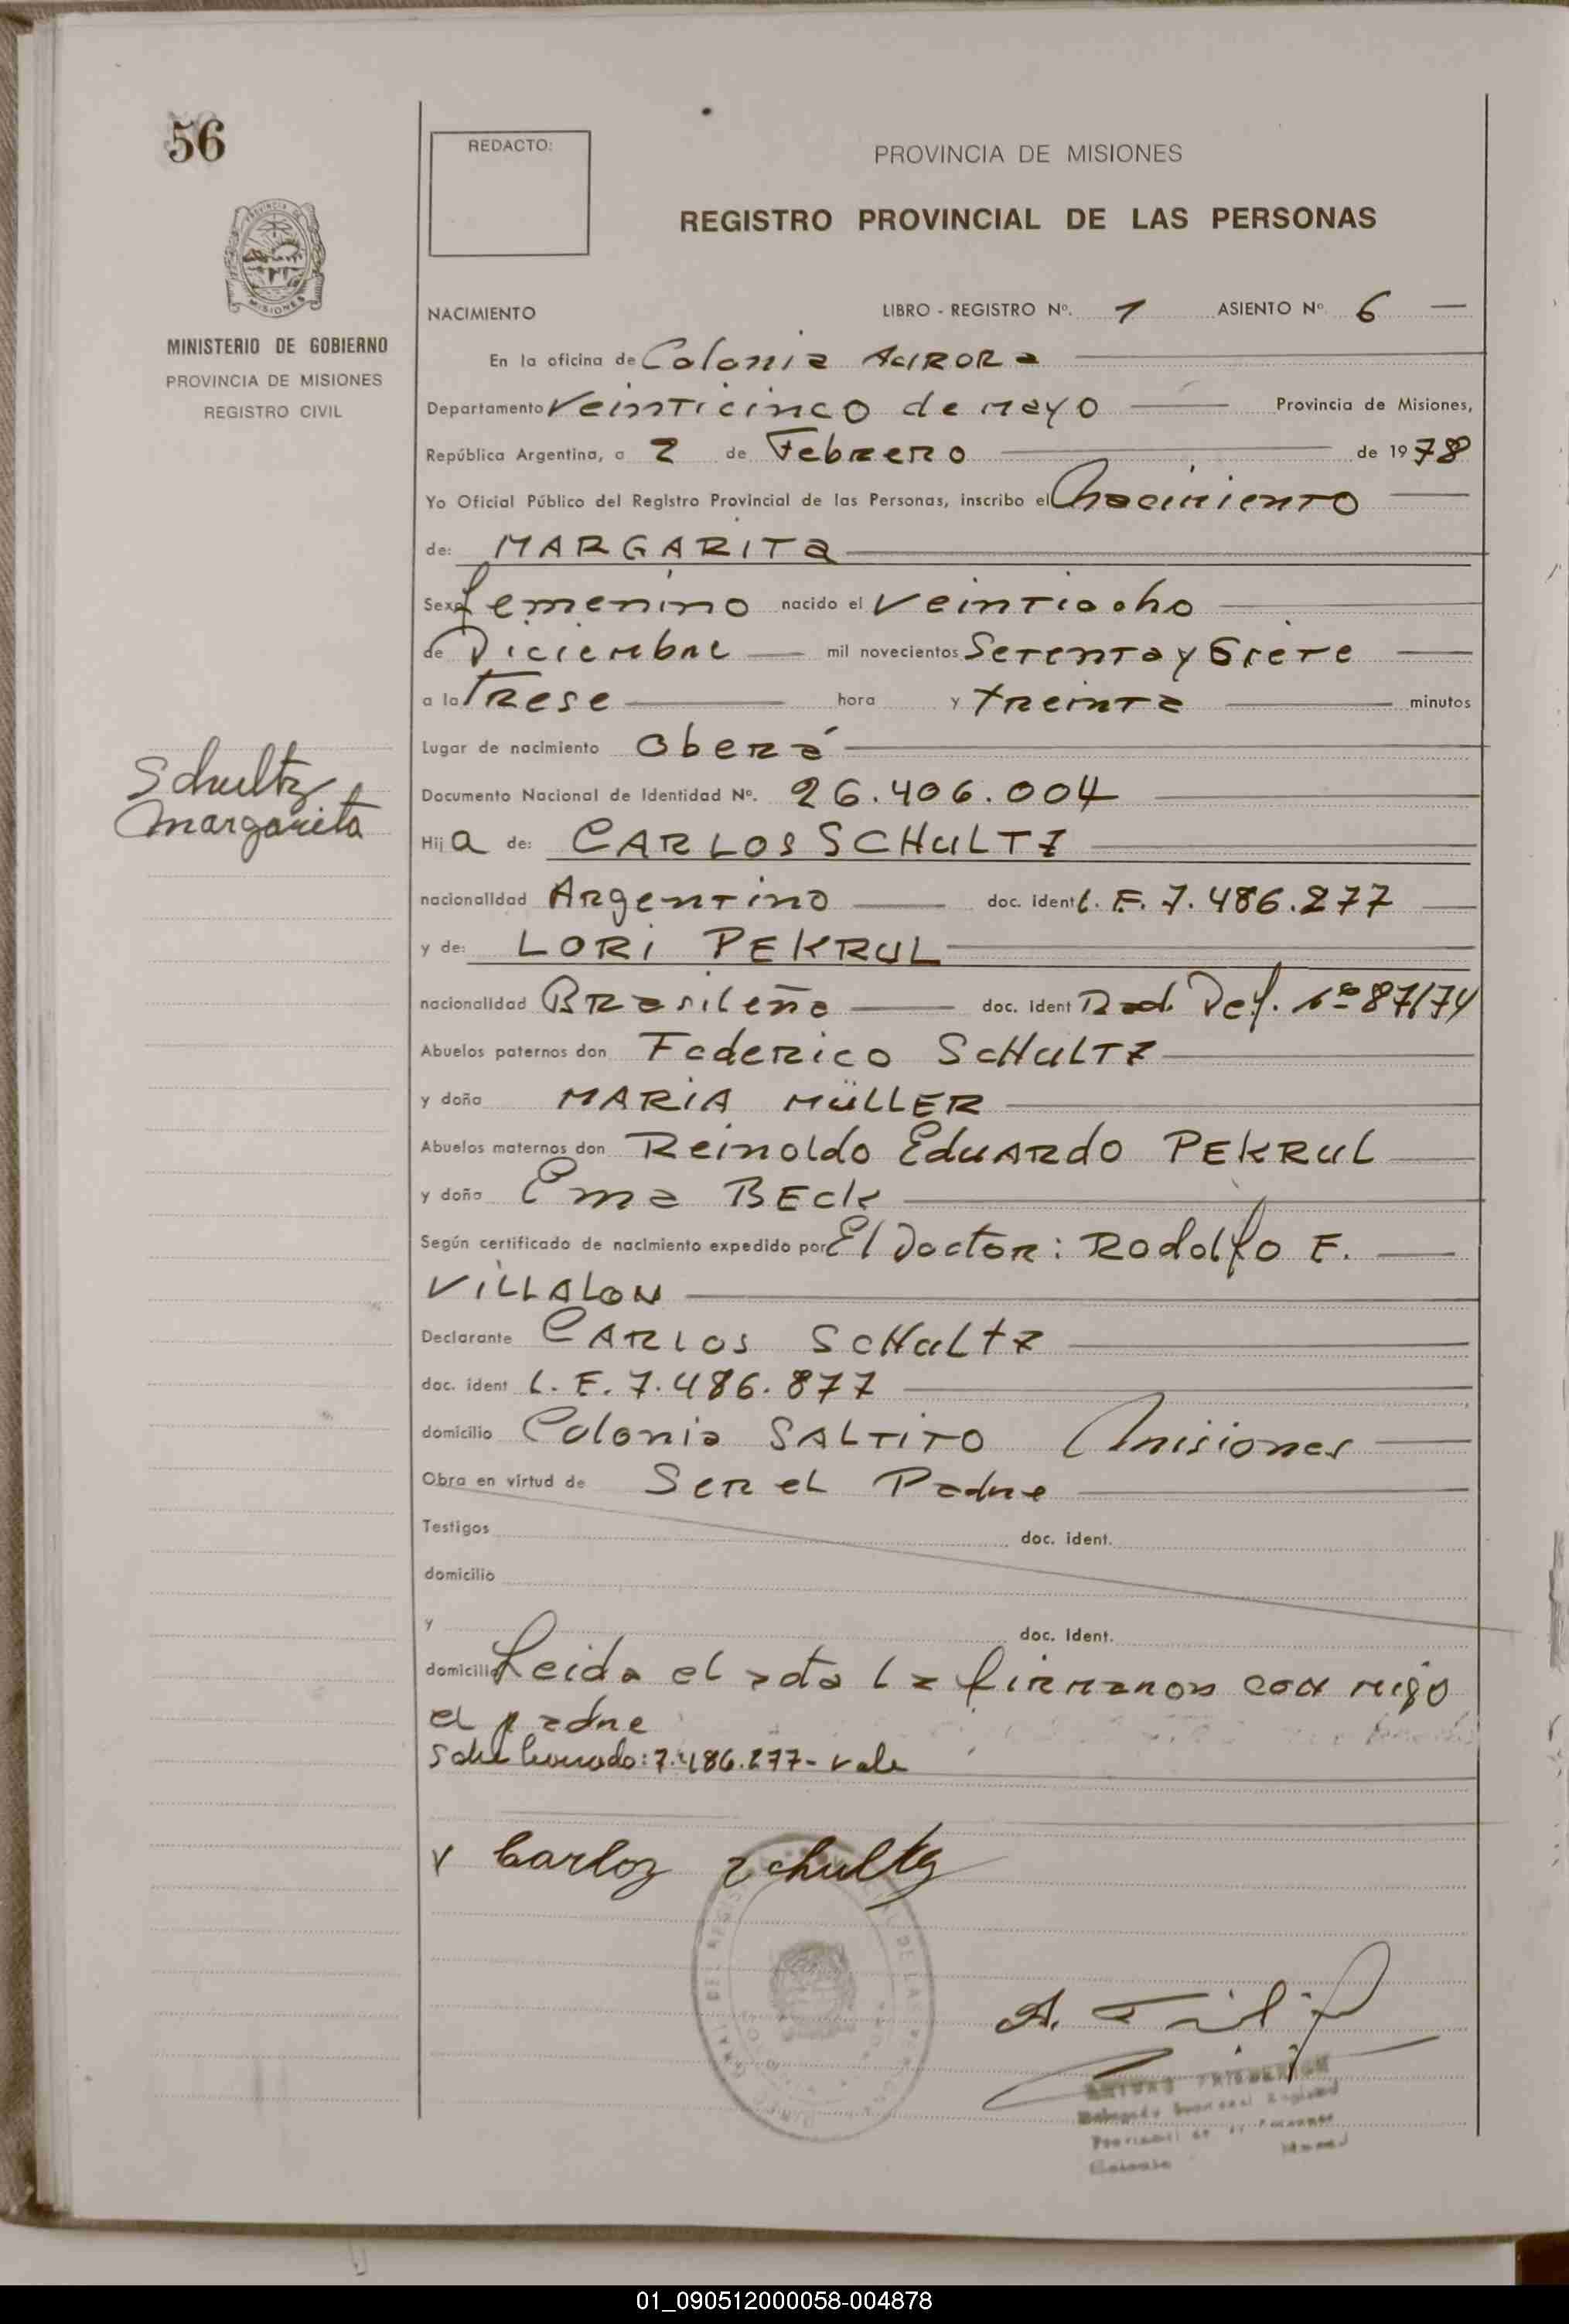 56
REDACTO:
PROVINCIA DE MISIONES
REGISTRO PROVINCIAL DE LAS PERSONAS
MINISTERIO DE GOBIERNO
PROVINCIA DE MISIONES
REGISTRO CIVIL
NACIMIENTO LIBRO - REGISTRO Nº. 1 ASIENTO Nº 6
En la oficina de Colonia AURORa
Departamento Veinticinco de mayo Provincia de Misiones,
República Argentina, a 2 de Febrero de 1978
Yo Oficial Público del Registro Provincial de las Personas, inscribo el nacimiento
de: MARGARITa
Sexo femenino nacido el veintiocho
de Diciembre mil novecientos Setenta y Siete
a la Trese hora y treinta minutos
Lugar de nacimiento Oberá
Schultz
Margarita
Documento Nacional de Identidad Nº. 26.406.004
Hija de: CARLOS SCHULTZ
nacionalidad Argentino doc. ident L. E. 7.486.277
y de: LORi PEKRUL
nacionalidad Brasileña doc. ident Rad. Def. Nº 87/74
Abuelos paternos don Federico SCHULTZ
y doña MARiA MÜLLER
Abuelos maternos don Reinoldo EduARdo PEKRUL
y doña Ema BEck
Según certificado de nacimiento expedido por El Doctor: Rodolfo E.
ViLLALON
Declarante CARLOS SCHULTZ
doc. ident L. E. 7.486.877
domicilio Colonia SALTiTO Misiones
Obra en virtud de Ser el Padre
Testigos doc. ident.
domicilio
y doc. Ident.
domicilio Leida el acta la firmanos con migo
el padre
Sobre borrado: 7.486.277 - vale
Carloz Schultz
A.
01_090512000058-004878